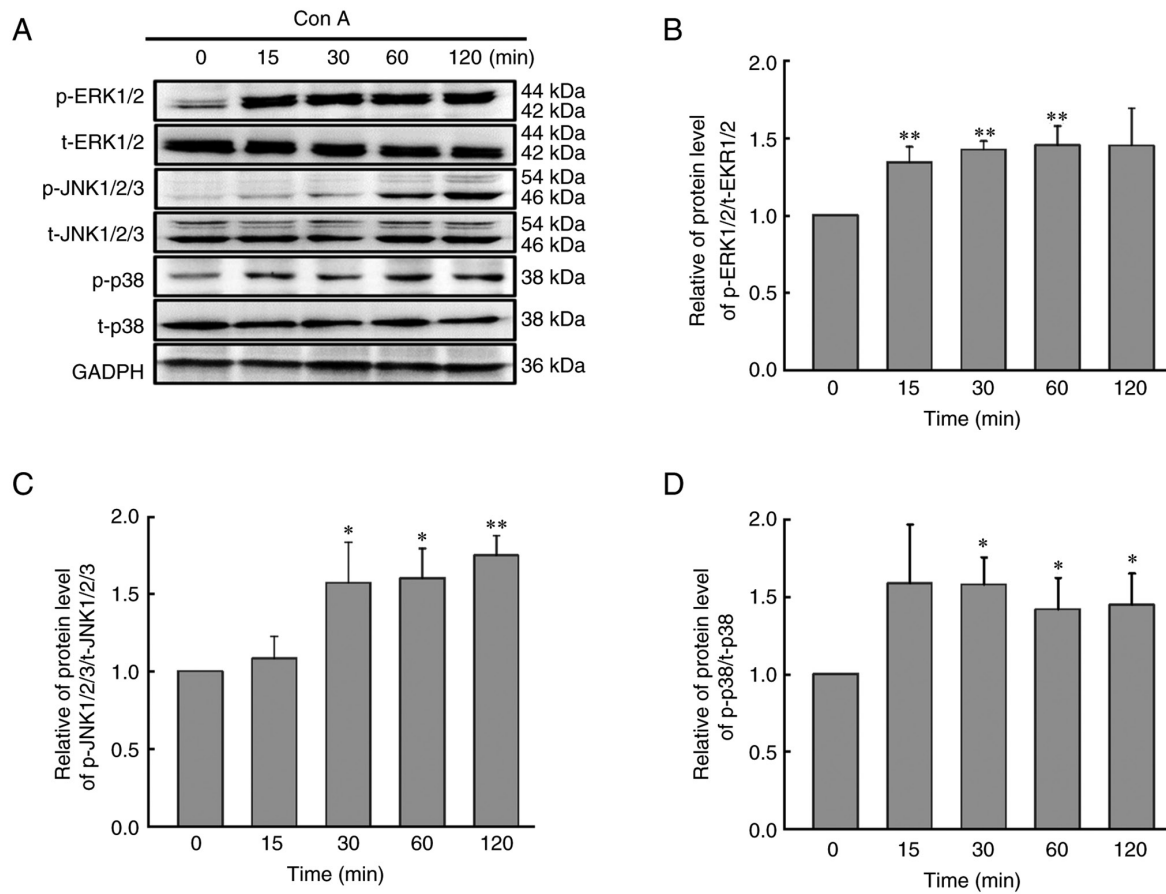 A
Con A
0 15 30 60 120 (min)
p-ERK1/2
44 kDa
42 kDa
t-ERK1/2
44 kDa
42 kDa
p-JNK1/2/3
54 kDa
46 kDa
t-JNK1/2/3
54 kDa
46 kDa
p-p38
38 kDa
t-p38
38 kDa
GADPH
36 kDa
B
Relative of protein level
of p-ERK1/2/t-EKR1/2
2.0
1.5
1.0
0.5
0.0
** ** **
0 15 30 60 120
Time (min)
C
Relative of protein level
of p-JNK1/2/3/t-JNK1/2/3
2.0
1.5
1.0
0.5
0.0
* * **
0 15 30 60 120
Time (min)
D
Relative of protein level
of p-p38/t-p38
2.0
1.5
1.0
0.5
0.0
* * *
0 15 30 60 120
Time (min)